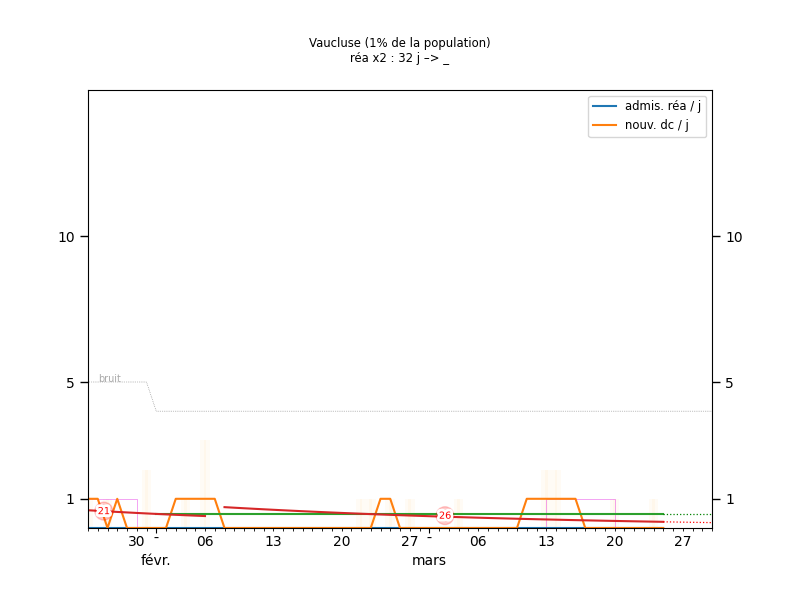 Vaucluse (1% de la population)
réa x2 : 32 j –> _
admis. réa / j
nouv. dc / j
10 10
bruit
5 5
1 1
21
26
30 - 06 13 20 27 - 06 13 20 27
févr. mars